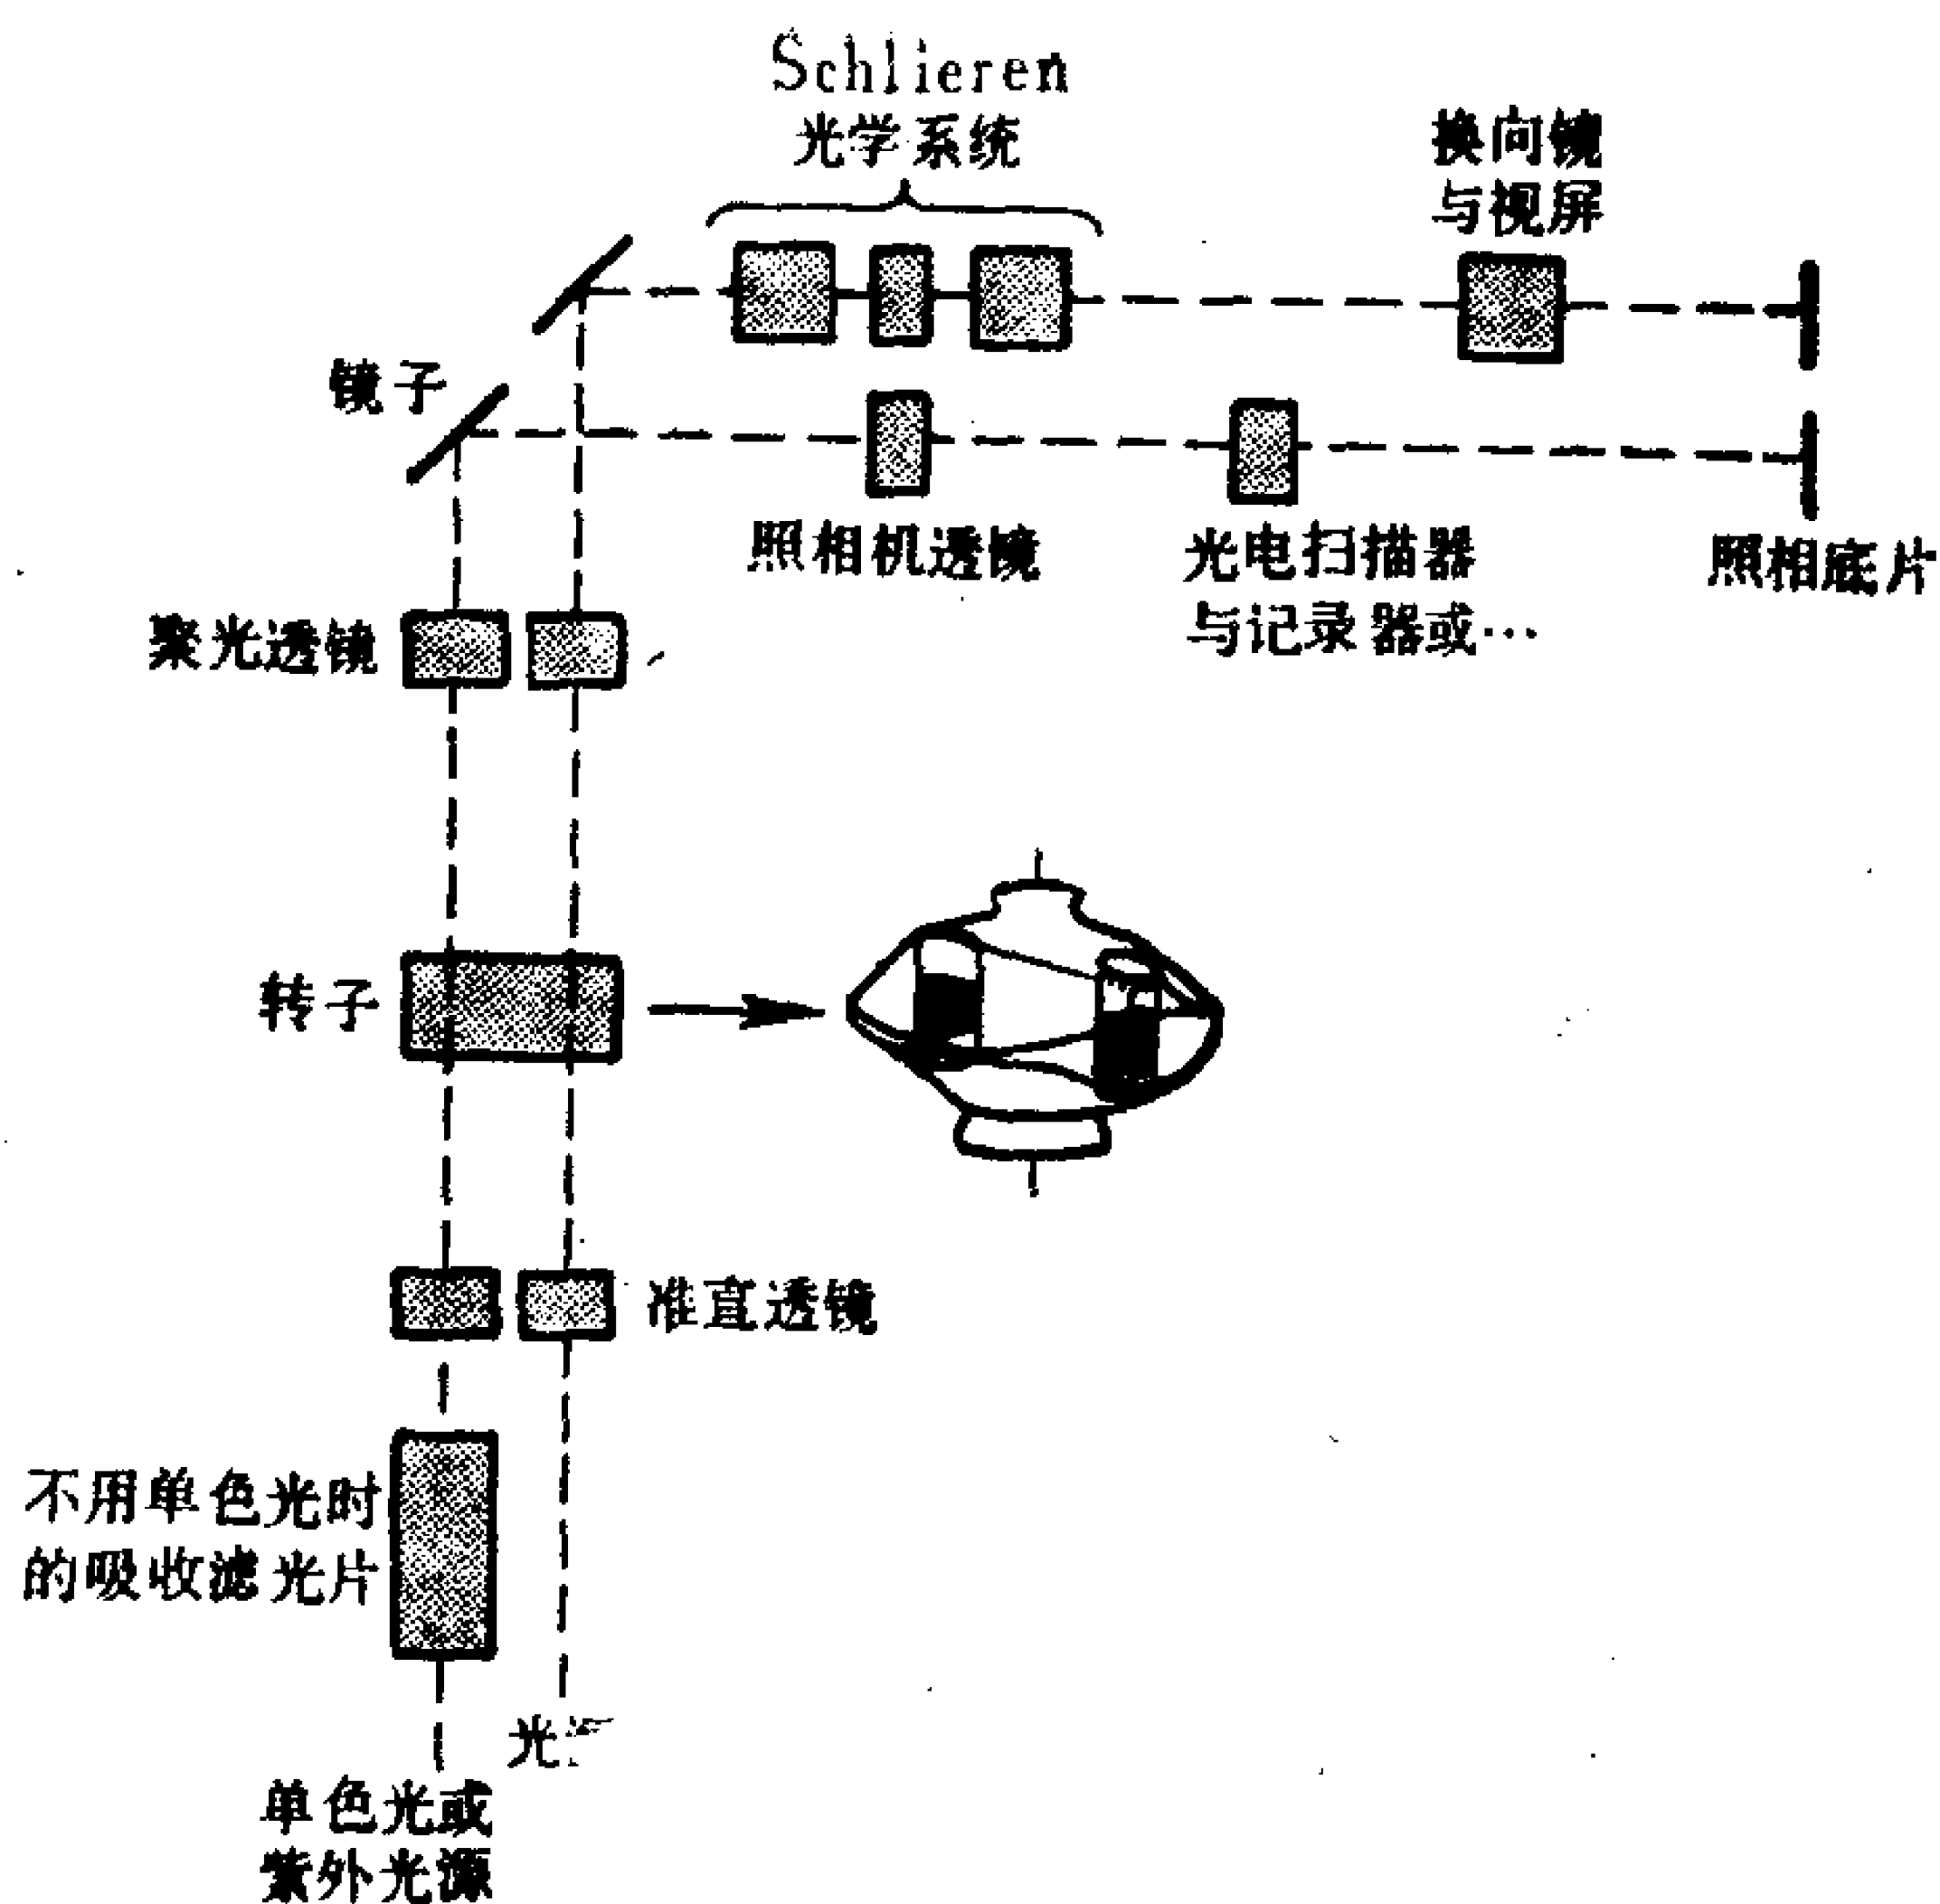 Schlieren
光学系统
换向镜
与视屏
镜子
照相机透镜
光电扫描器
与记录器或…
照相底片
聚光透镜
转子
准直透镜
不用单色光时
的吸收滤光片
光
单色光或
紫外光源